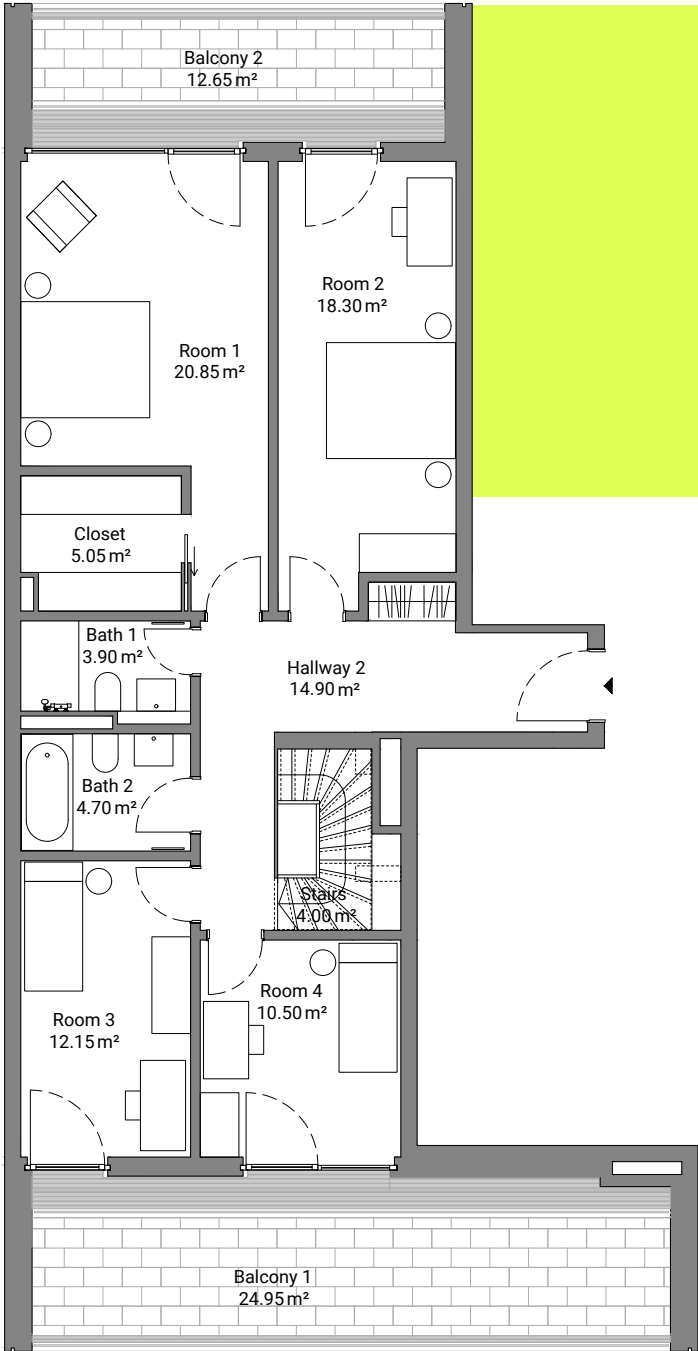 Balcony 2
12.65 m²
Room 2
18.30 m²
Room 1
20.85 m²
Closet
5.05 m²
Bath 1
3.90 m²
Hallway 2
14.90 m²
Bath 2
4.70 m²
Stairs
4.00 m²
Room 4
10.50 m²
Room 3
12.15 m²
Balcony 1
24.95 m²